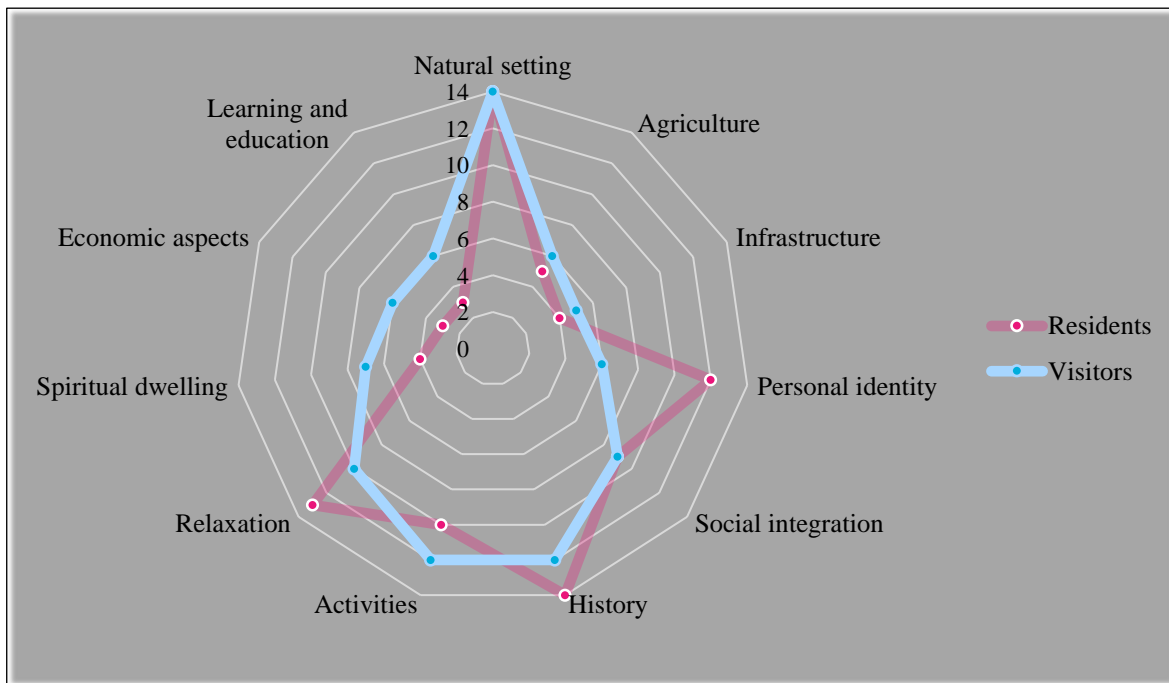 Natural setting
Agriculture
Infrastructure
Personal identity
Social integration
History
Activities
Relaxation
Spiritual dwelling
Economic aspects
Learning and
education
14
12
10
8
6
4
2
0
Residents
Visitors